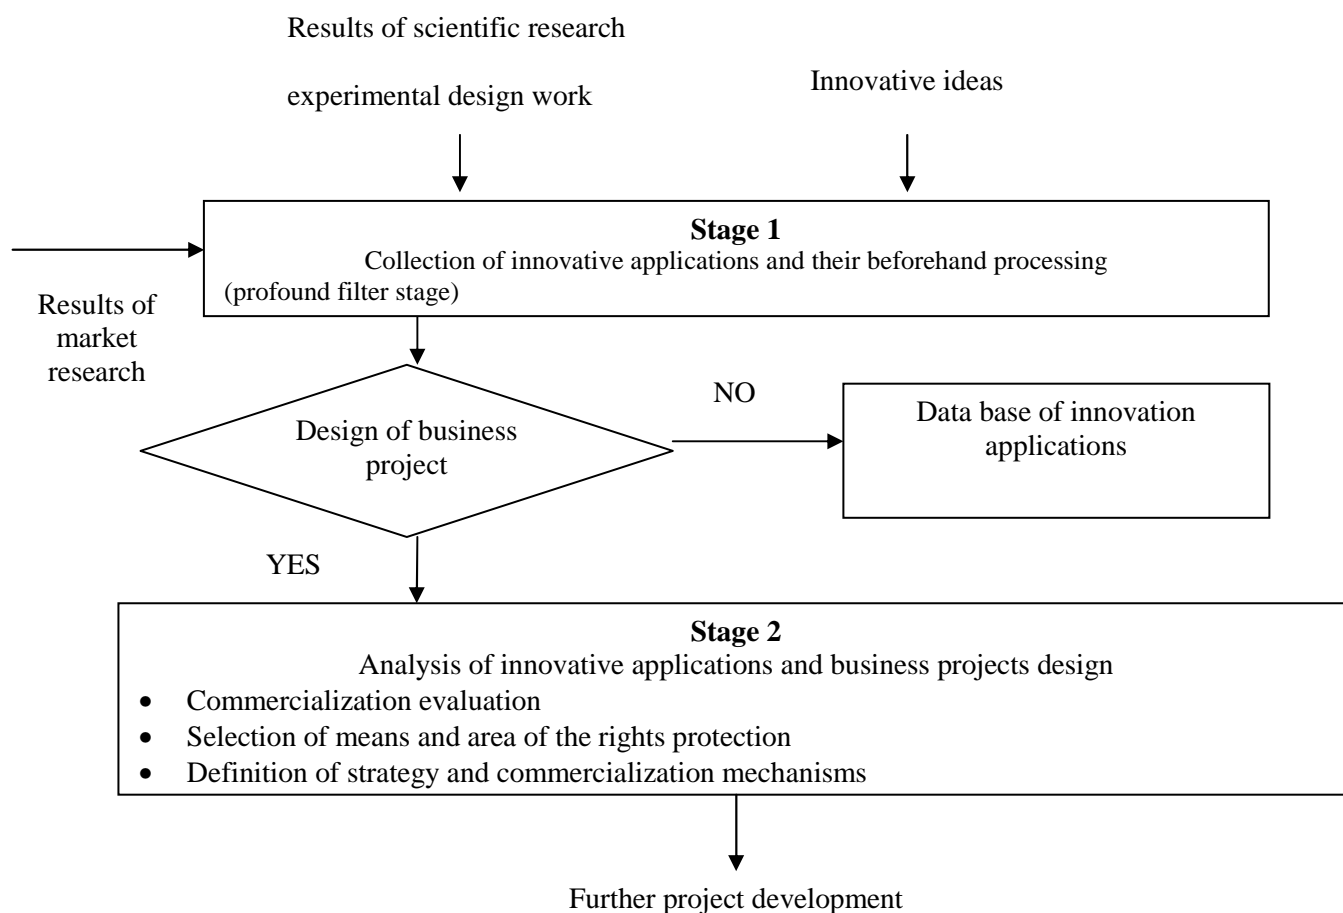 Results of scientific research
experimental design work
Innovative ideas
Stage 1
Collection of innovative applications and their beforehand processing
(profound filter stage)
Results of
market
research
Design of business
project
NO
Data base of innovation
applications
YES
Stage 2
Analysis of innovative applications and business projects design
• Commercialization evaluation
• Selection of means and area of the rights protection
• Definition of strategy and commercialization mechanisms
Further project development